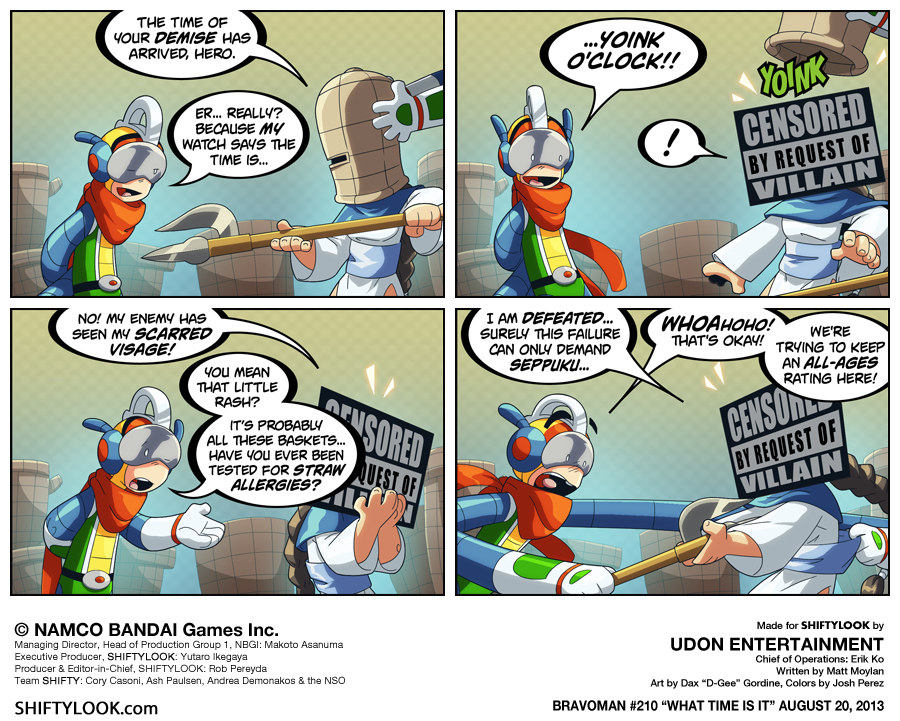 THE TIME OF
YOUR DEMISE HAS
ARRIVED, HERO.
ER... REALLY?
BECAUSE MY
WATCH SAYS THE
TIME IS...
...YOINK
O'CLOCK!!
YOINK
!
CENSORED
BY REQUEST OF
VILLAIN
NO! MY ENEMY HAS
SEEN MY SCARRED
VISAGE!
YOU MEAN
THAT LITTLE
RASH?
IT'S PROBABLY
ALL THESE BASKETS...
HAVE YOU EVER BEEN
TESTED FOR STRAW
ALLERGIES?
CENSORED
QUEST OF
I AM DEFEATED...
SURELY THIS FAILURE
CAN ONLY DEMAND
SEPPUKU...
WHOAHOHO!
THAT'S OKAY!
WE'RE
TRYING TO KEEP
AN ALL-AGES
RATING HERE!
CENSORED
BY REQUEST OF
VILLAIN
© NAMCO BANDAI Games Inc.
Managing Director, Head of Production Group 1, NBGI: Makoto Asanuma
Executive Producer, SHIFTYLOOK: Yutaro Ikegaya
Producer & Editor-in-Chief, SHIFTYLOOK: Rob Pereyda
Team SHIFTY: Cory Casoni, Ash Paulsen, Andrea Demonakos & the NSO
SHIFTYLOOK.com
Made for SHIFTYLOOK by
UDON ENTERTAINMENT
Chief of Operations: Erik Ko
Written by Matt Moylan
Art by Dax “D-Gee” Gordine, Colors by Josh Perez
BRAVOMAN #210 “WHAT TIME IS IT” AUGUST 20, 2013